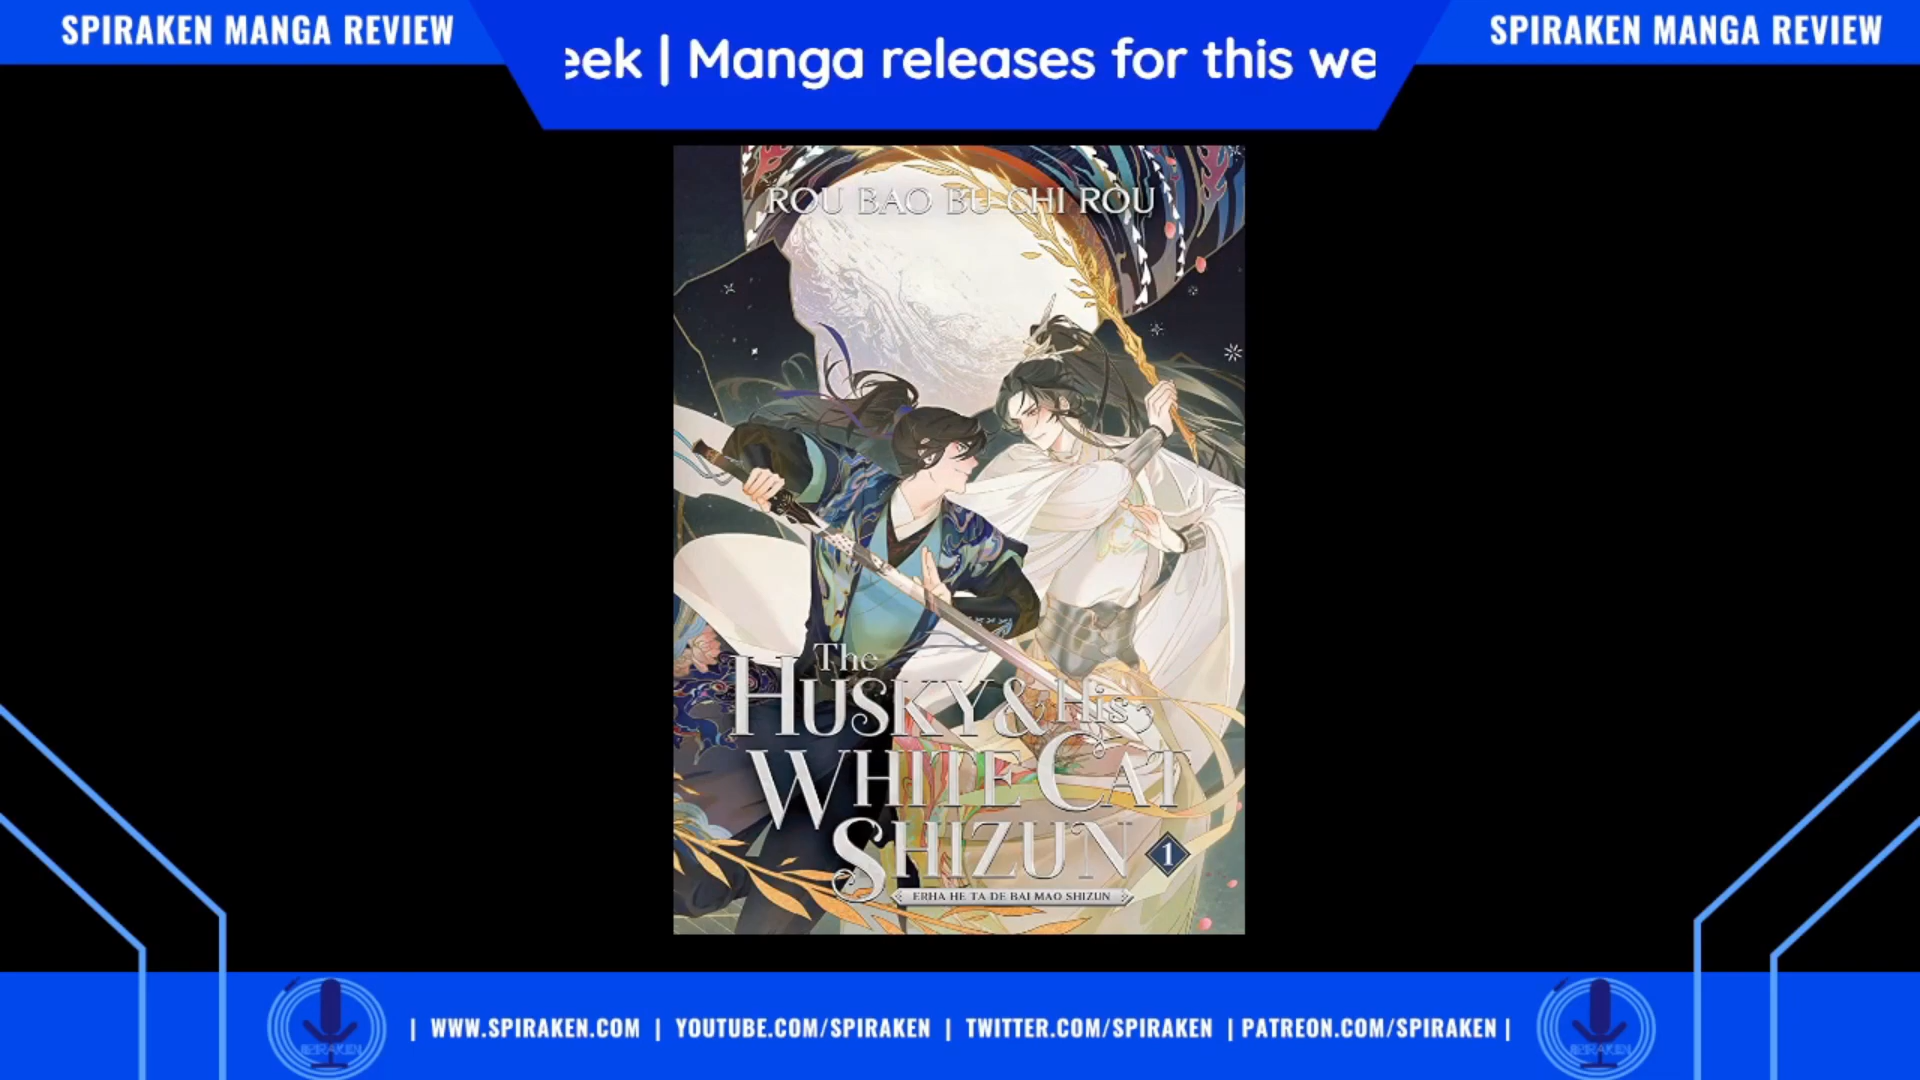 SPIRAKEN MANGA REVIEW
eek | Manga releases for this we
SPIRAKEN MANGA REVIEW
ROU BAO BU CHI ROU
The
HUSKY & His
WHITE CAT
SHIZUN 1
ERHA HE TA DE BAI MAO SHIZUN
SPIRAKEN
| WWW.SPIRAKEN.COM | YOUTUBE.COM/SPIRAKEN | TWITTER.COM/SPIRAKEN | PATREON.COM/SPIRAKEN |
SPIRAKEN